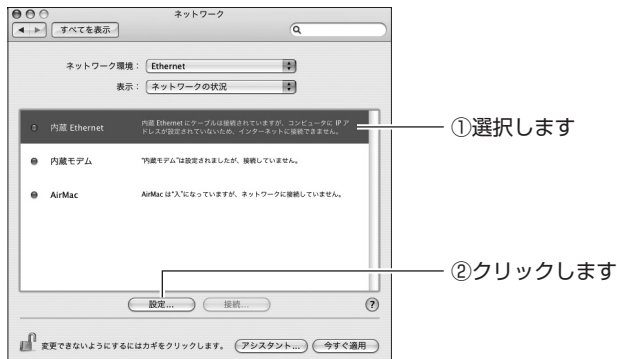 ネットワーク
すべてを表示
ネットワーク環境： Ethernet
表示： ネットワークの状況
内蔵 Ethernet
内蔵 Ethernet にケーブルは接続されていますが、コンピュータに IP ア
ドレスが設定されていないため、インターネットに接続できません。
①選択します
内蔵モデム
"内蔵モデム"は設定されましたが、接続していません。
AirMac
AirMac は"入"になっていますが、ネットワークに接続していません。
②クリックします
設定...
接続...
?
変更できないようにするにはカギをクリックします。
アシスタント...
今すぐ適用